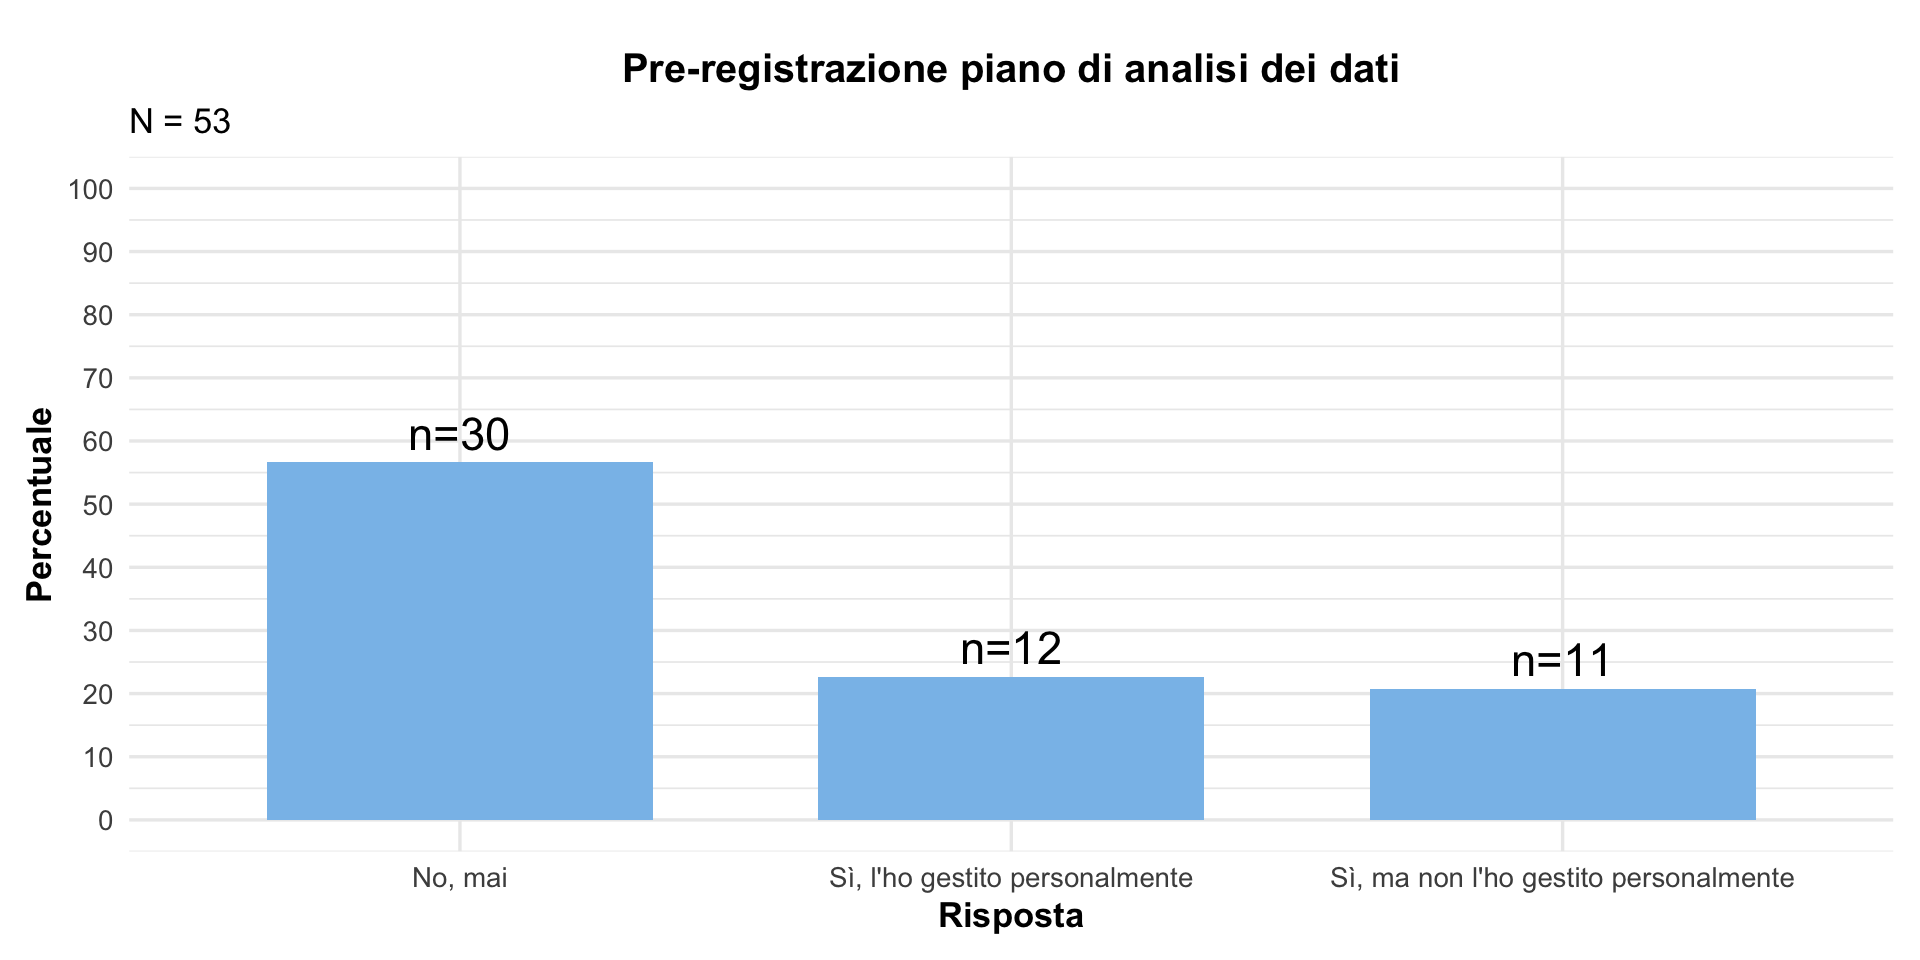 Pre-registrazione piano di analisi dei dati
N = 53
Percentuale
100
90
80
70
60
50
40
30
20
10
0
n=30
n=12
n=11
No, mai
Sì, l'ho gestito personalmente
Sì, ma non l'ho gestito personalmente
Risposta